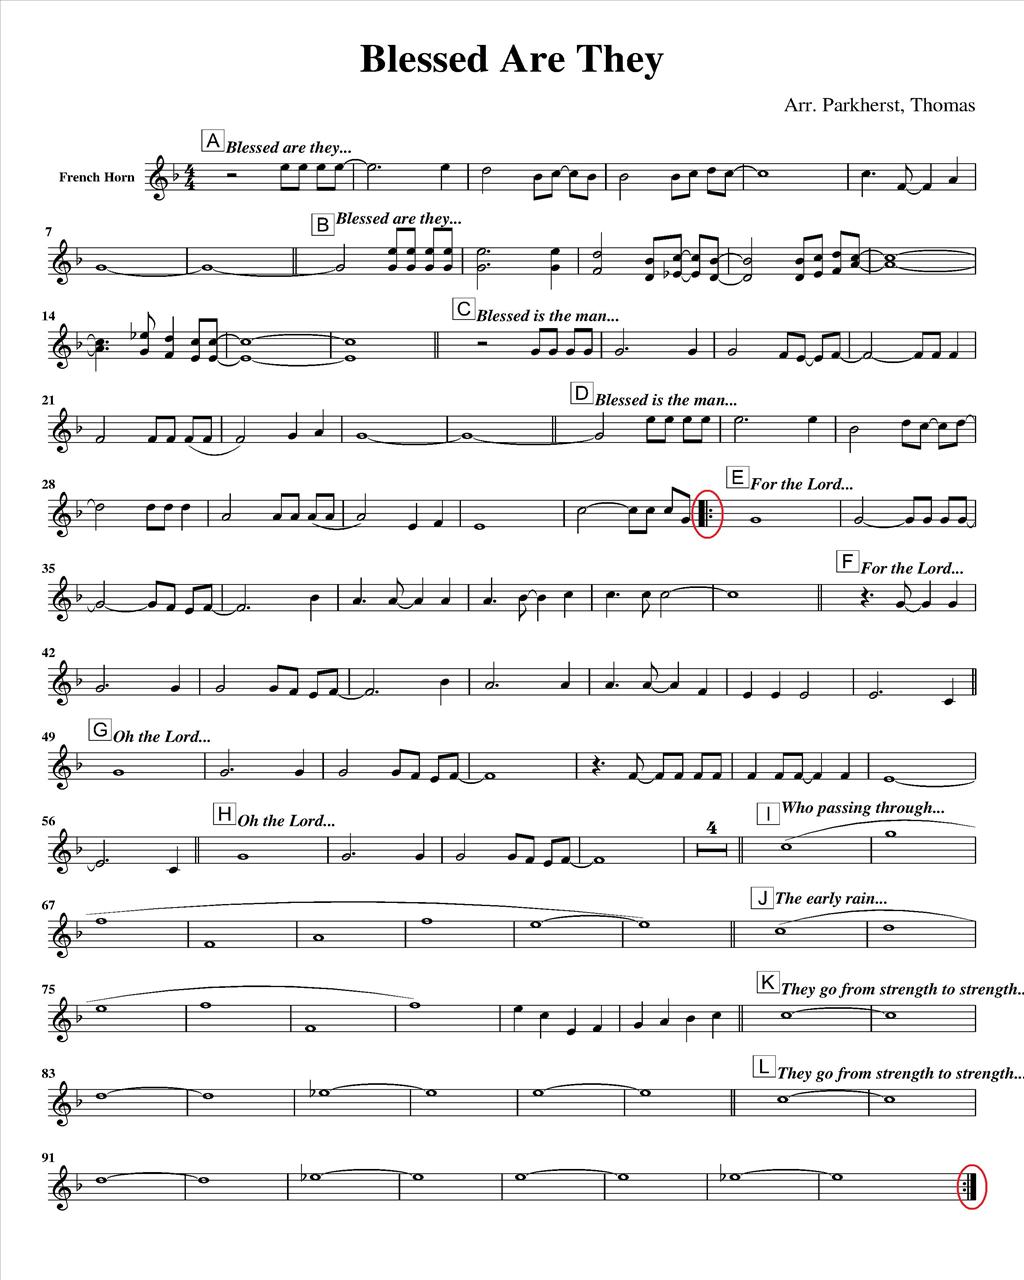 Blessed Are They
Arr. Parkherst, Thomas
A Blessed are they...
French Horn
7
B Blessed are they...
14
C Blessed is the man...
21
D Blessed is the man...
28
E For the Lord...
35
F For the Lord...
42
49
G Oh the Lord...
56
H Oh the Lord...
4
I Who passing through...
67
J The early rain...
75
K They go from strength to strength..
83
L They go from strength to strength...
91